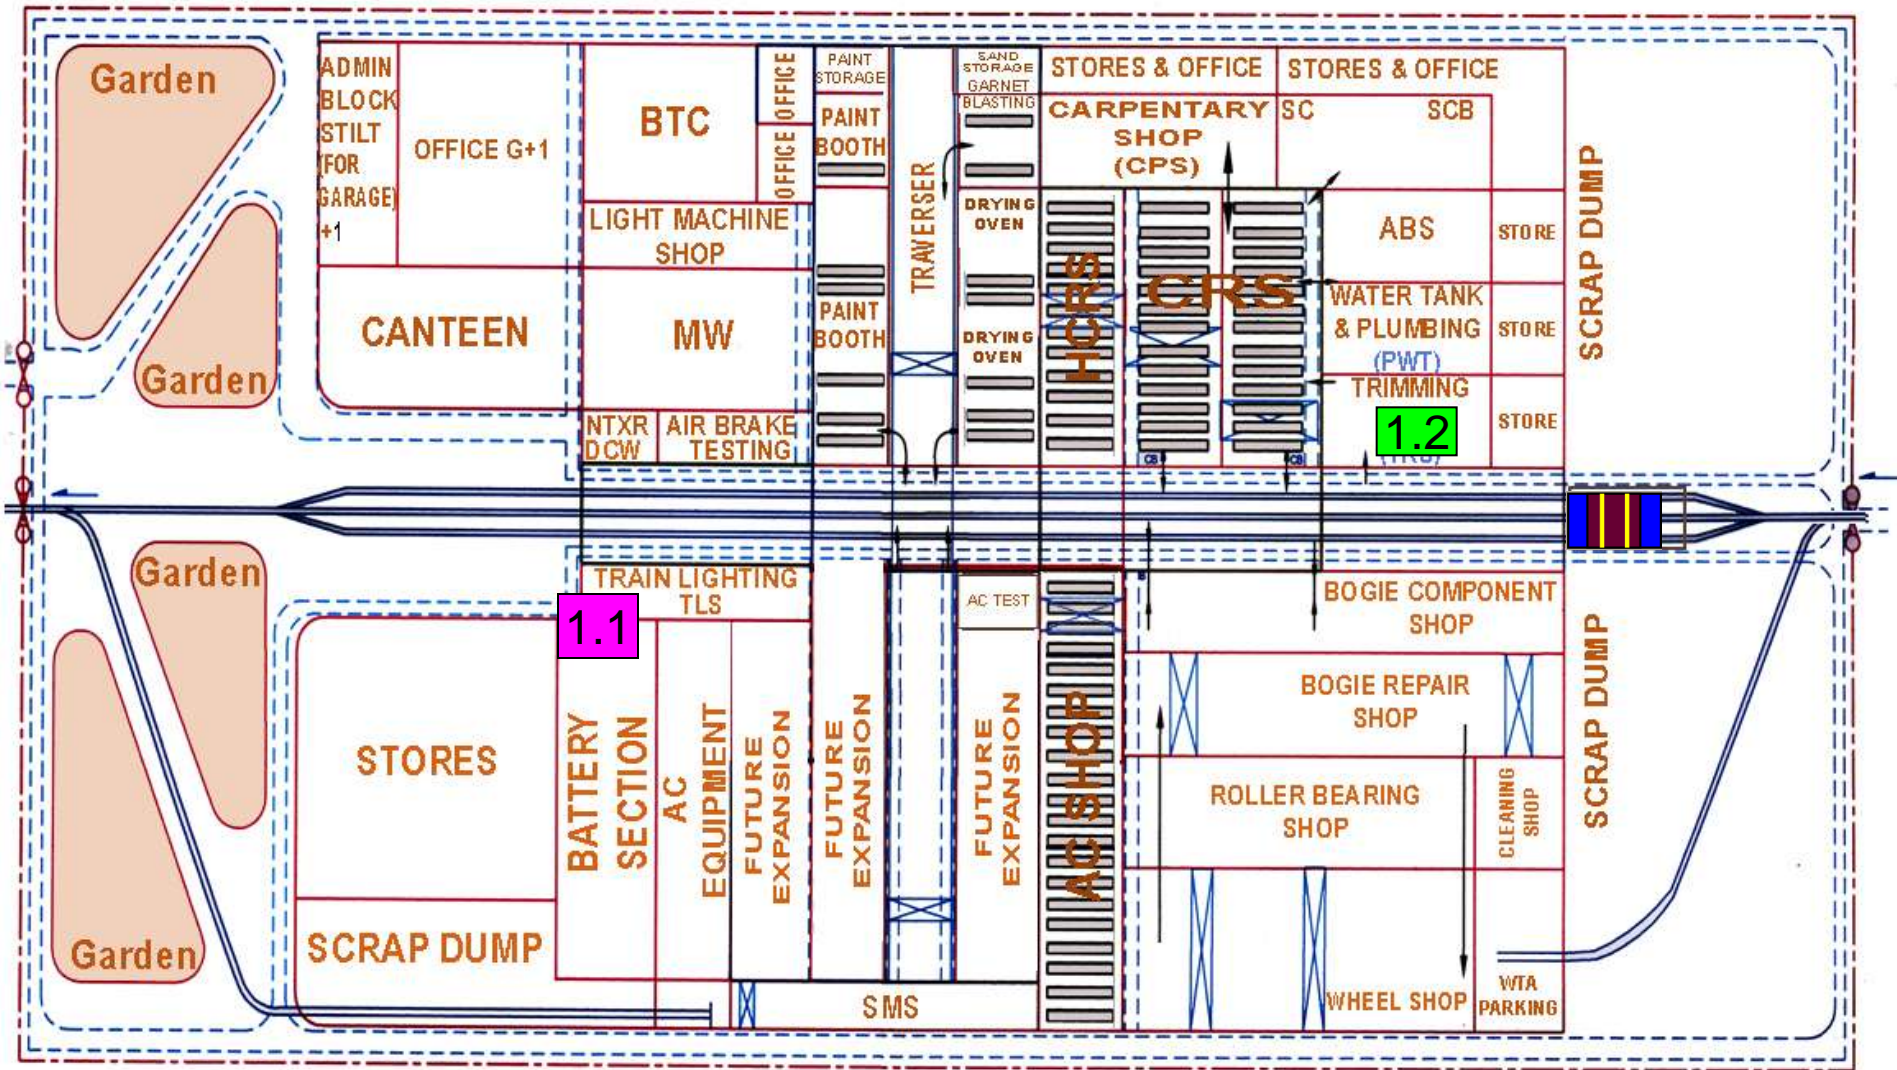 Garden
ADMIN
BLOCK
STILT
(FOR
GARAGE)
+1
OFFICE G+1
BTC
OFFICE
OFFICE
PAINT
STORAGE
PAINT
BOOTH
TRAVERSER
SAND
STORAGE
GARNET
BLASTING
STORES & OFFICE
STORES & OFFICE
CARPENTARY
SHOP
(CPS)
SC
SCB
SCRAP DUMP
LIGHT MACHINE
SHOP
DRYING
OVEN
ABS
STORE
CANTEEN
MW
PAINT
BOOTH
DRYING
OVEN
HCRS
CRS
WATER TANK
& PLUMBING
(PWT)
STORE
Garden
TRIMMING
1.2
STORE
NTXR
DCW
AIR BRAKE
TESTING
CB
CB
Garden
TRAIN LIGHTING
TLS
1.1
AC TEST
BOGIE COMPONENT
SHOP
SCRAP DUMP
STORES
BATTERY
SECTION
AC
EQUIPMENT
FUTURE
EXPANSION
FUTURE
EXPANSION
FUTURE
EXPANSION
AC SHOP
BOGIE REPAIR
SHOP
ROLLER BEARING
SHOP
CLEANING
SHOP
Garden
SCRAP DUMP
SMS
WHEEL SHOP
WTA
PARKING